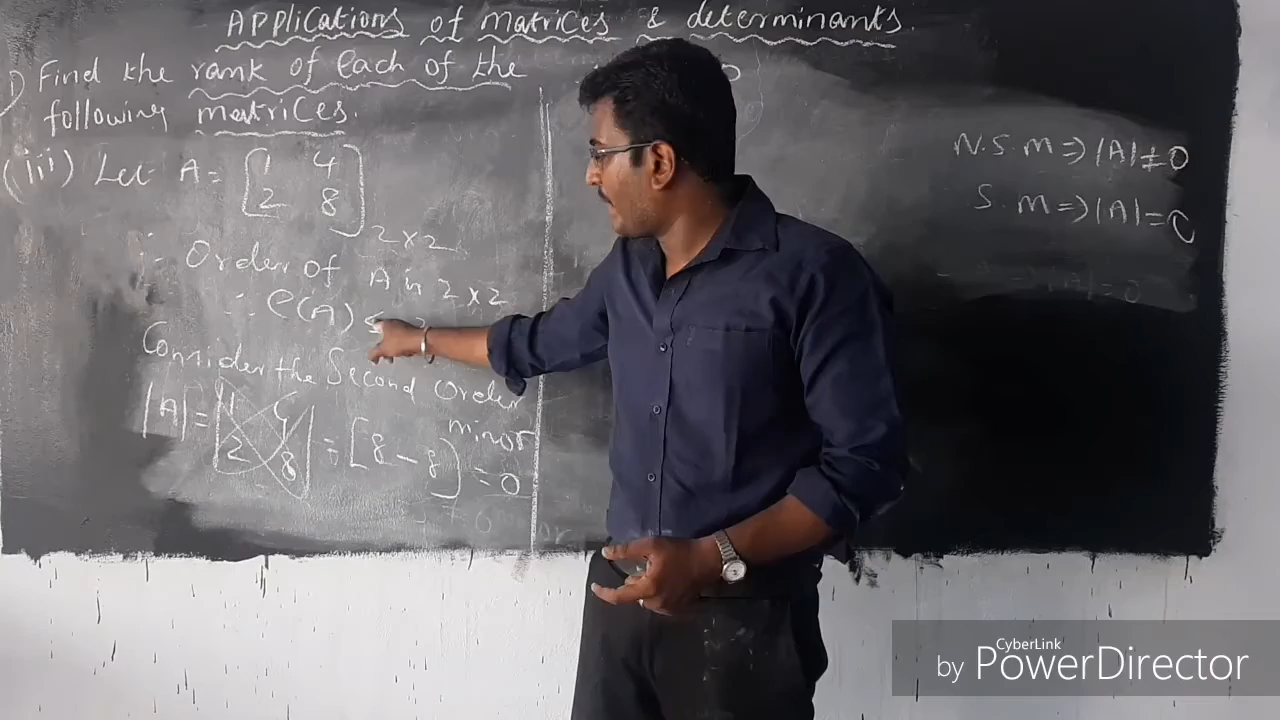 Applications of matrices & determinants.
1) Find the rank of each of the
following matrices.
(iii) Let A = [1 4
2 8] 2×2
∴ Order of A is 2×2
∴ ρ(A) ≤ 2
Consider the Second Order
minor
|A| = |1 4
2 8| = [8 - 8] = 0
N.S.M => |A| ≠ 0
S.M => |A| = 0
CyberLink
by PowerDirector